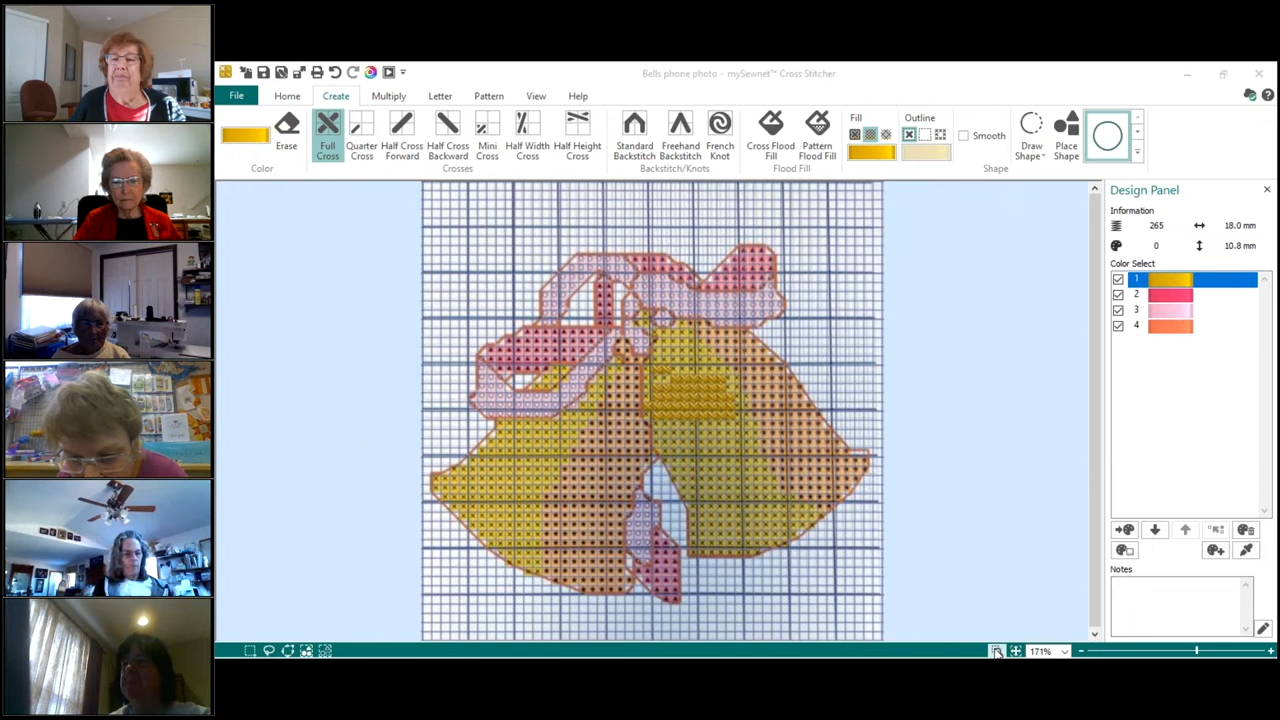 Bells phone photo - mySewnet™ Cross Stitcher
File Home Create Multiply Letter Pattern View Help
Erase
Full Cross
Quarter Cross
Half Cross Forward
Half Cross Backward
Mini Cross
Half Width Cross
Half Height Cross
Standard Backstitch
Freehand Backstitch
French Knot
Cross Flood Fill
Pattern Flood Fill
Fill
Outline
Smooth
Draw Shape
Place Shape
Color
Crosses
Backstitch/Knots
Flood Fill
Shape
Design Panel
Information
265 18.0 mm
0 10.8 mm
Color Select
1
2
3
4
Notes
171%